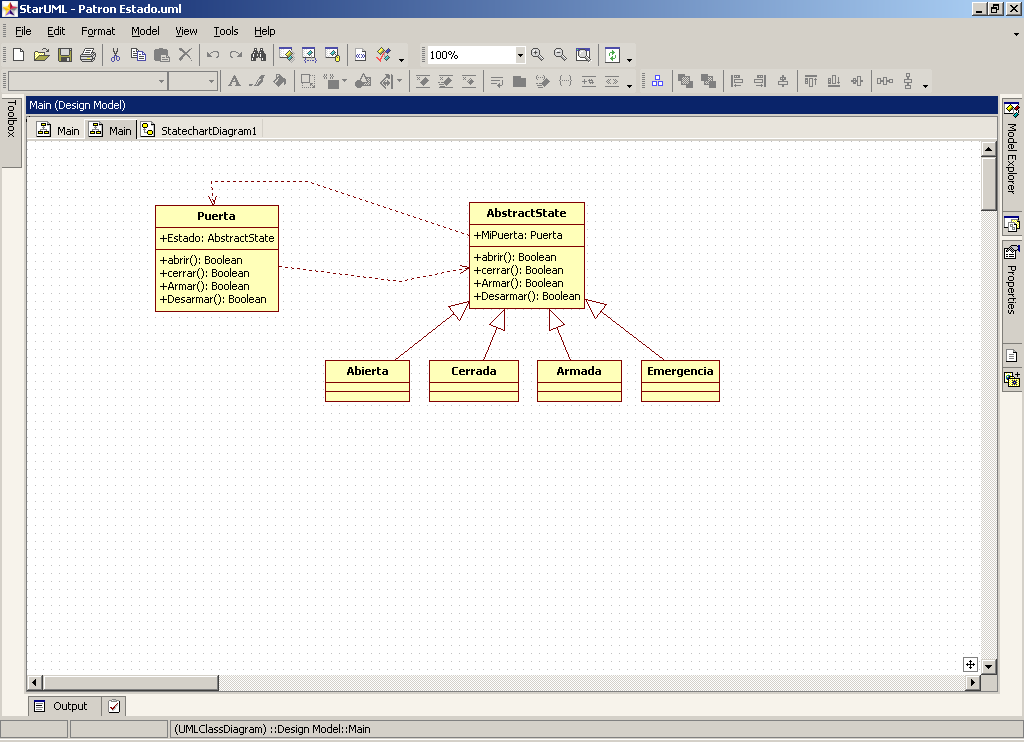 StarUML - Patron Estado.uml
File Edit Format Model View Tools Help
100%
Toolbox
Main (Design Model)
Main Main StatechartDiagram1
Model Explorer
Properties
Puerta
+Estado: AbstractState
+abrir(): Boolean
+cerrar(): Boolean
+Armar(): Boolean
+Desarmar(): Boolean
AbstractState
+MiPuerta: Puerta
+abrir(): Boolean
+cerrar(): Boolean
+Armar(): Boolean
+Desarmar(): Boolean
Abierta
Cerrada
Armada
Emergencia
Output
(UMLClassDiagram) ::Design Model::Main